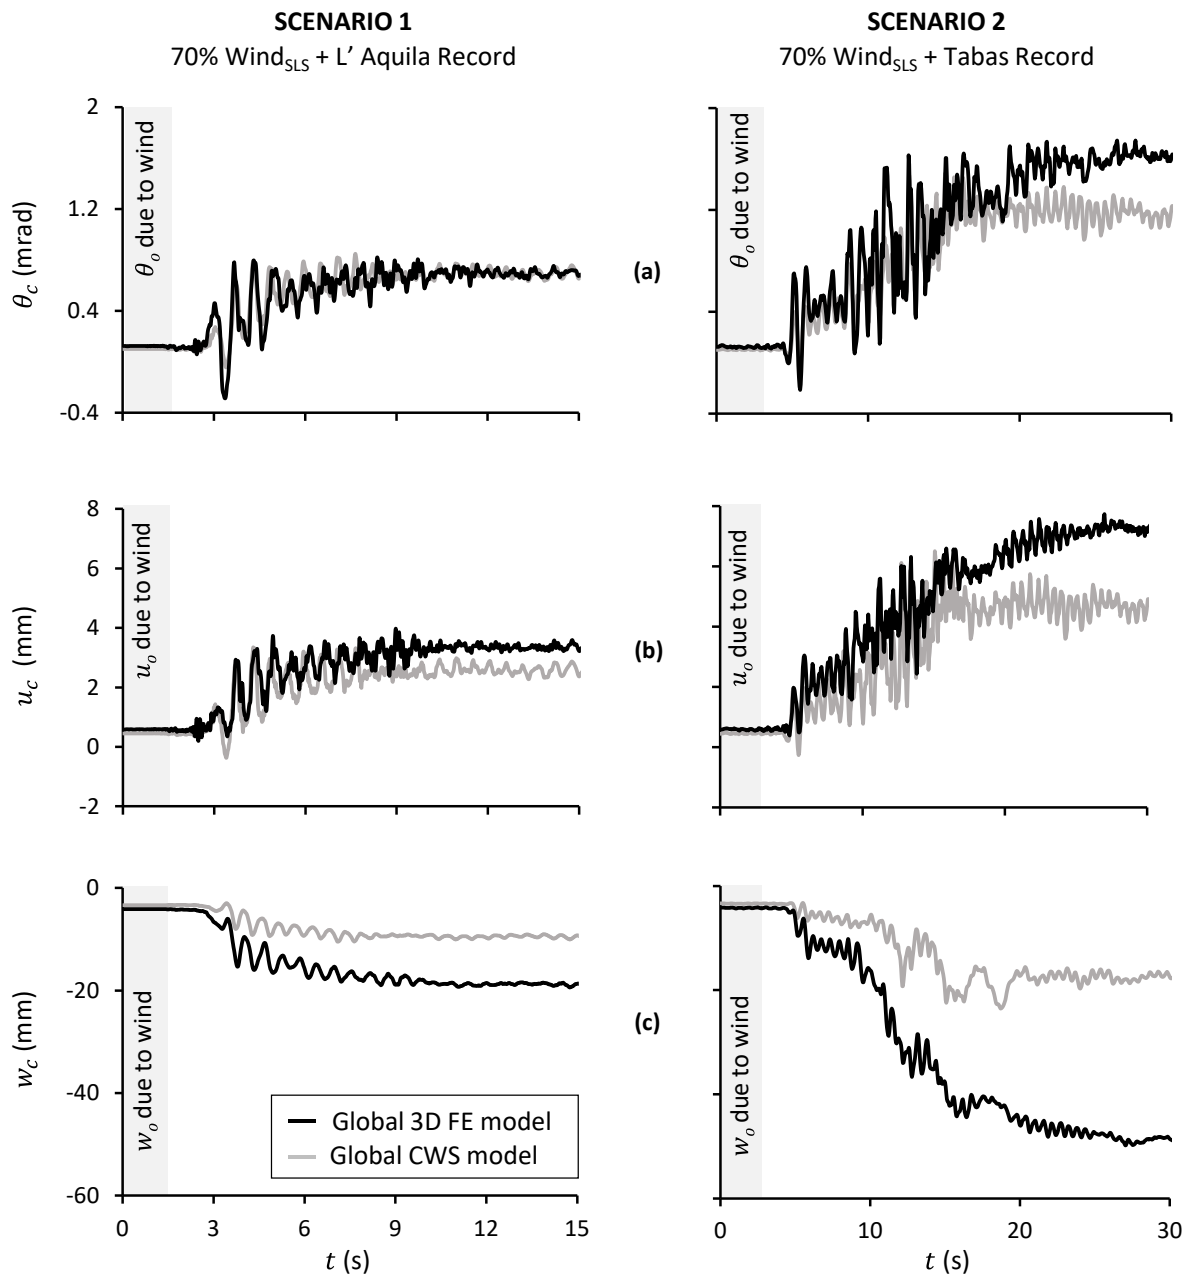 SCENARIO 1
70% Wind_SLS + L’ Aquila Record
SCENARIO 2
70% Wind_SLS + Tabas Record
2
1.2
0.4
-0.4
θ_c (mrad)
θ_o due to wind
(a)
θ_o due to wind
8
6
4
2
0
-2
u_c (mm)
u_o due to wind
(b)
u_o due to wind
0
-20
-40
-60
w_c (mm)
w_o due to wind
(c)
w_o due to wind
Global 3D FE model
Global CWS model
0 3 6 9 12 15
t (s)
0 10 20 30
t (s)